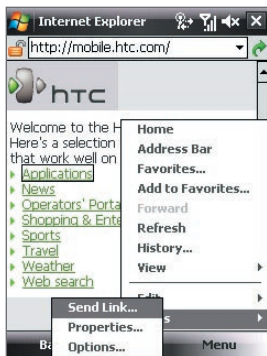 Internet Explorer
http://mobile.htc.com/
hTC
Welcome to the H
Here's a selection
that work well on
Applications
News
Operators' Porta
Shopping & Ente
Sports
Travel
Weather
Web search
Home
Address Bar
Favorites...
Add to Favorites...
Forward
Refresh
History...
View
Edit
s
Send Link...
Properties...
Options...
Ba
Menu